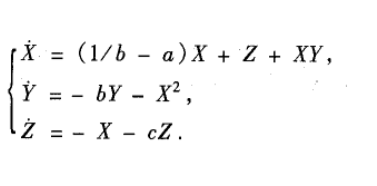 Ẋ = (1/b - a)X + Z + XY,
Ẏ = - bY - X²,
Ż = - X - cZ.